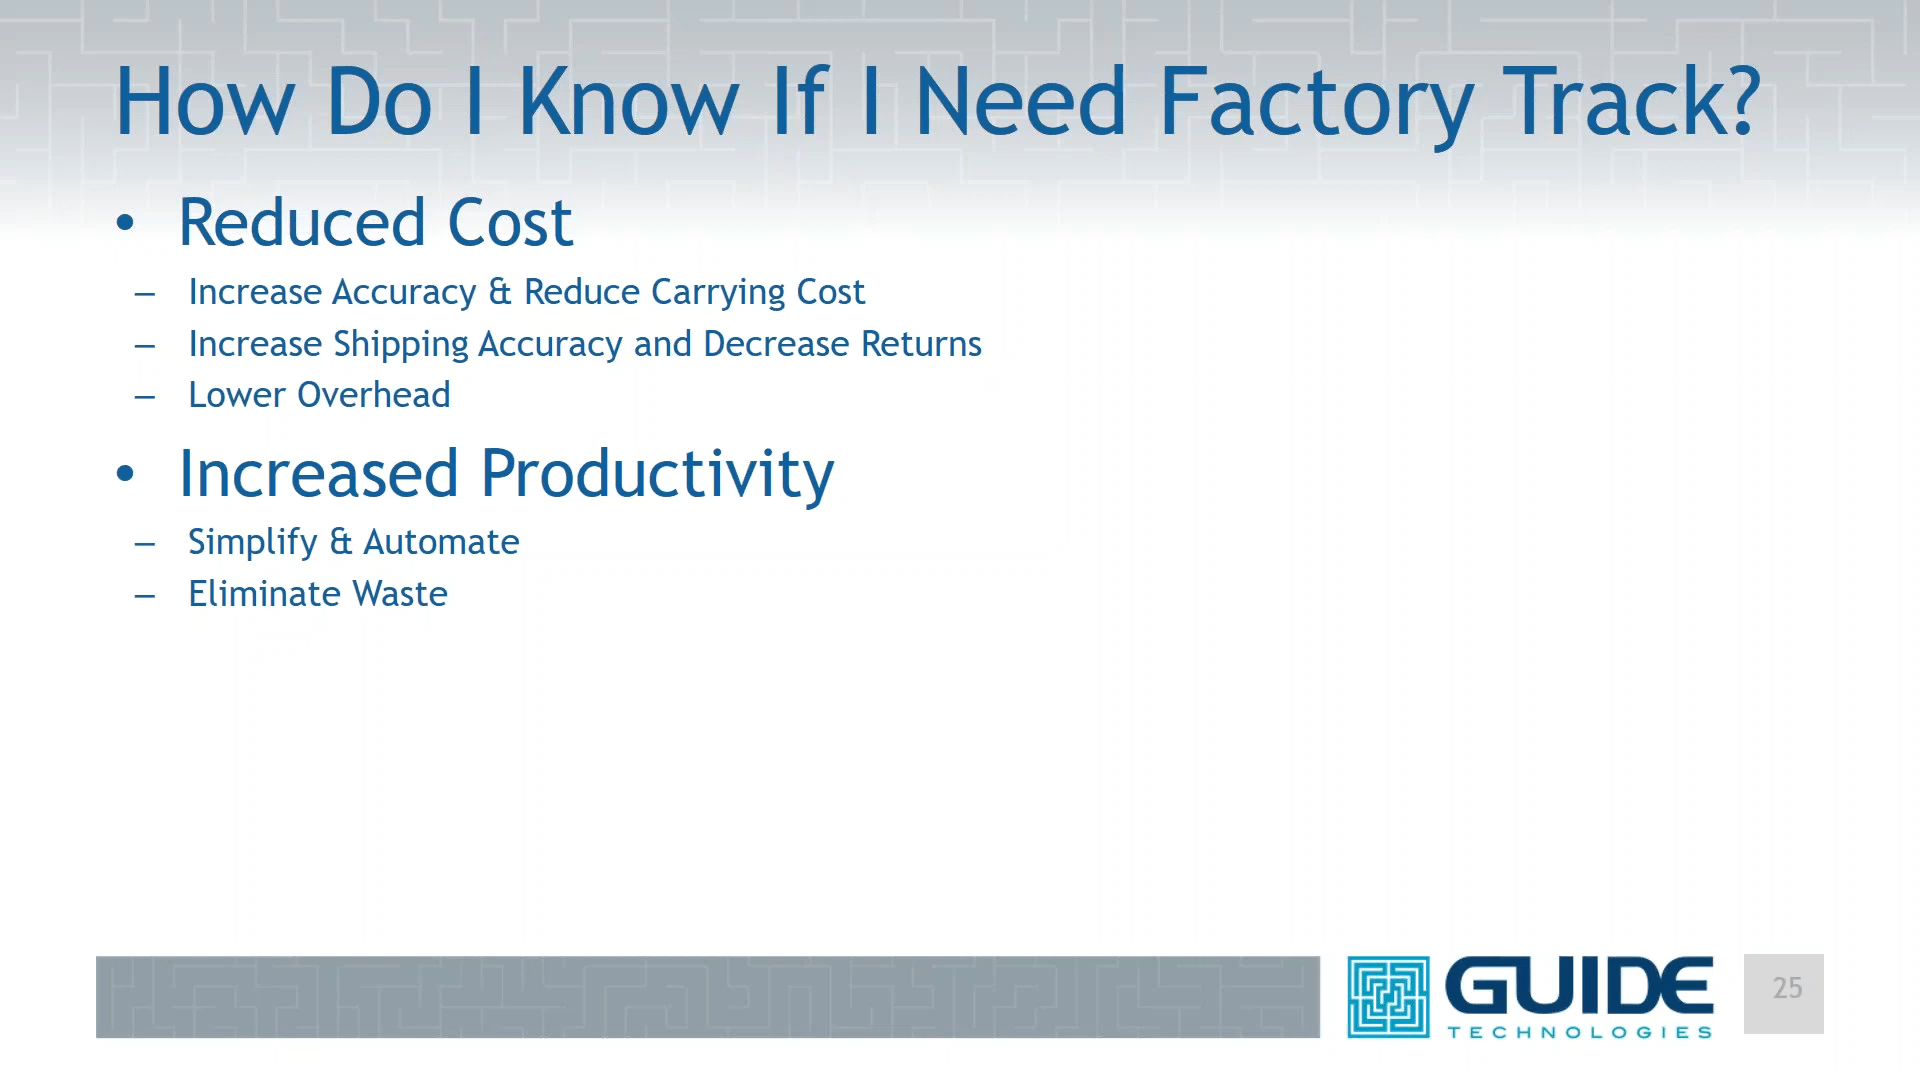 How Do I Know If I Need Factory Track?
• Reduced Cost
– Increase Accuracy & Reduce Carrying Cost
– Increase Shipping Accuracy and Decrease Returns
– Lower Overhead
• Increased Productivity
– Simplify & Automate
– Eliminate Waste
GUIDE
TECHNOLOGIES
25